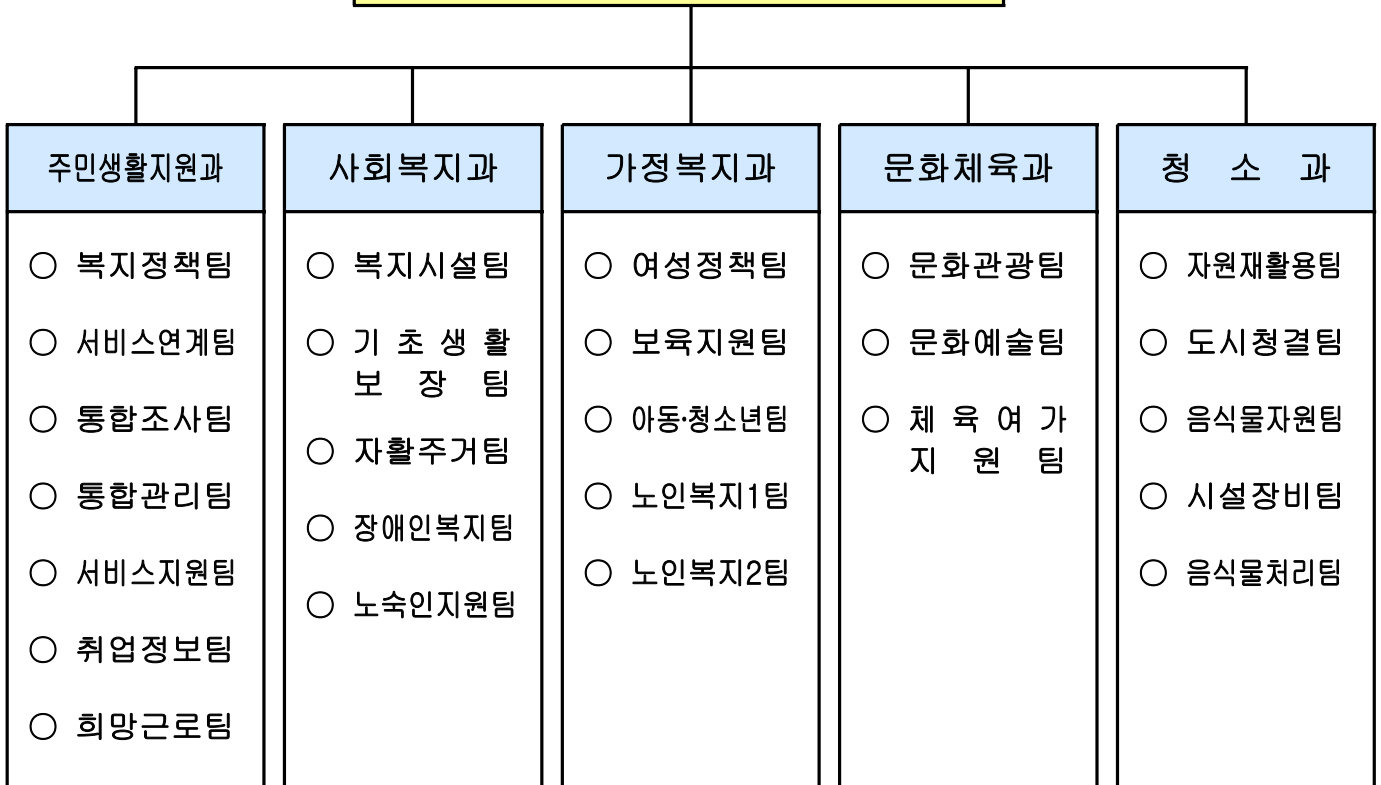 주민생활지원과
○ 복지정책팀
○ 서비스연계팀
○ 통합조사팀
○ 통합관리팀
○ 서비스지원팀
○ 취업정보팀
○ 희망근로팀
사회복지과
○ 복지시설팀
○ 기 초 생 활
보 장 팀
○ 자활주거팀
○ 장애인복지팀
○ 노숙인지원팀
가정복지과
○ 여성정책팀
○ 보육지원팀
○ 아동·청소년팀
○ 노인복지1팀
○ 노인복지2팀
문화체육과
○ 문화관광팀
○ 문화예술팀
○ 체 육 여 가
지 원 팀
청 소 과
○ 자원재활용팀
○ 도시청결팀
○ 음식물자원팀
○ 시설장비팀
○ 음식물처리팀